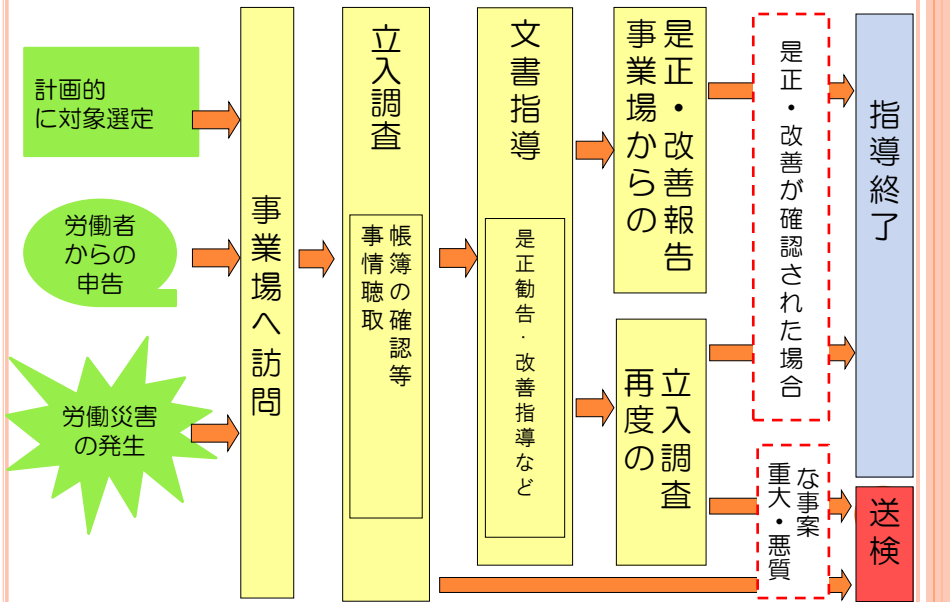 計画的
に対象選定
労働者
からの
申告
労働災害
の発生
事業場へ訪問
立入調査
帳簿の確認等
事情聴取
文書指導
是正勧告・改善指導など
是正・改善報告
事業場からの
立入調査
再度の
是正・改善が確認された場合
な事案
重大・悪質
指導終了
送検